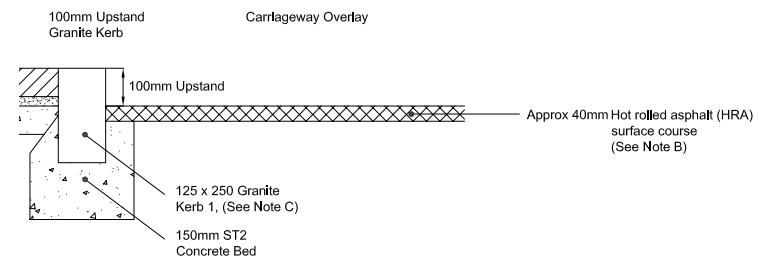 100mm Upstand
Granite Kerb
Carriageway Overlay
100mm Upstand
Approx 40mm Hot rolled asphalt (HRA)
surface course
(See Note B)
125 x 250 Granite
Kerb 1, (See Note C)
150mm ST2
Concrete Bed